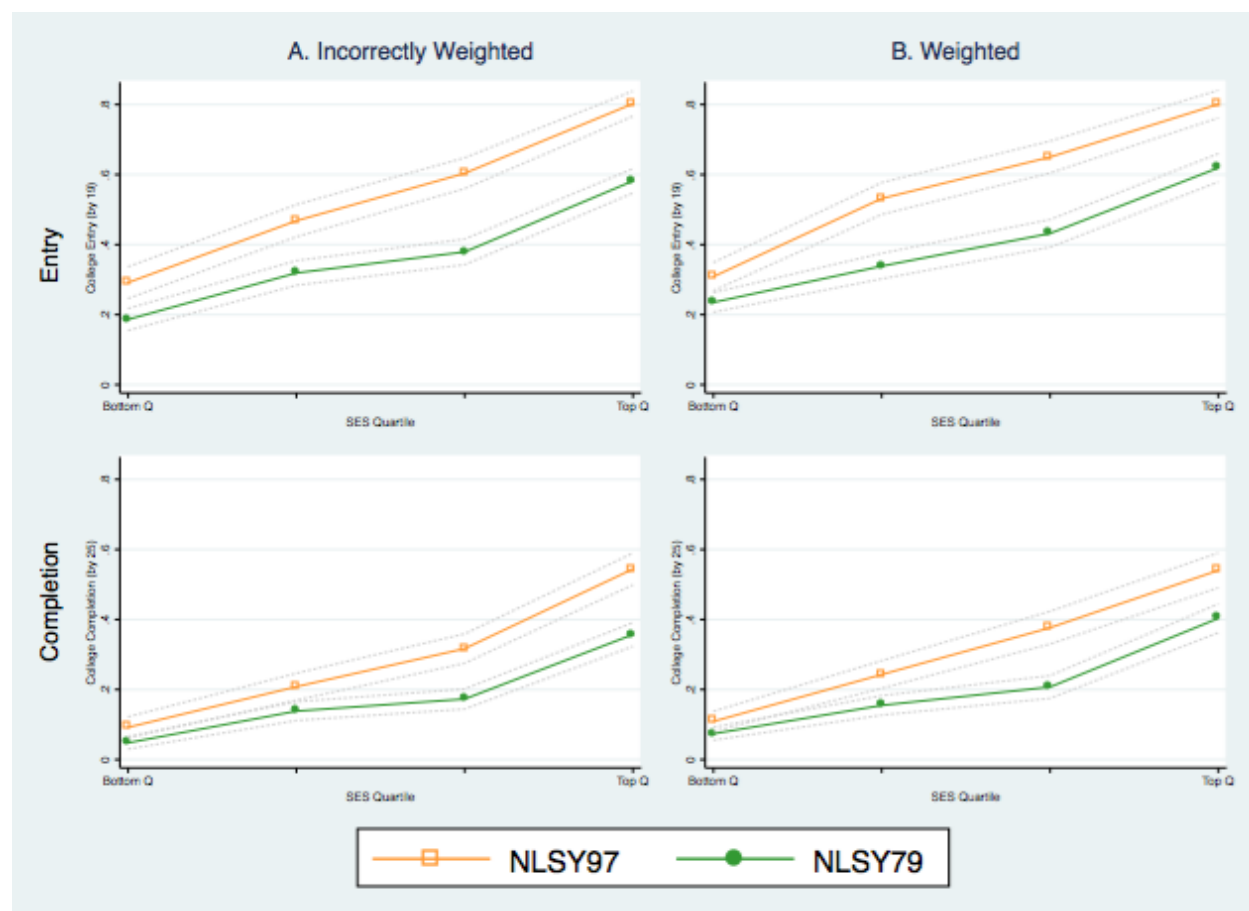 A. Incorrectly Weighted
B. Weighted
Entry
College Entry (by 19)
.8
.6
.4
.2
0
Bottom Q
Top Q
SES Quartile
College Entry (by 19)
.8
.6
.4
.2
0
Bottom Q
Top Q
SES Quartile
Completion
College Completion (by 25)
.8
.6
.4
.2
0
Bottom Q
Top Q
SES Quartile
College Completion (by 25)
.8
.6
.4
.2
0
Bottom Q
Top Q
SES Quartile
NLSY97
NLSY79